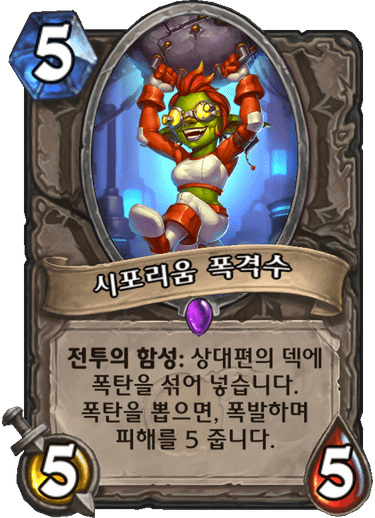 5
시포리움 폭격수
전투의 함성: 상대편의 덱에
폭탄을 섞어 넣습니다.
폭탄을 뽑으면, 폭발하며
피해를 5 줍니다.
5
5